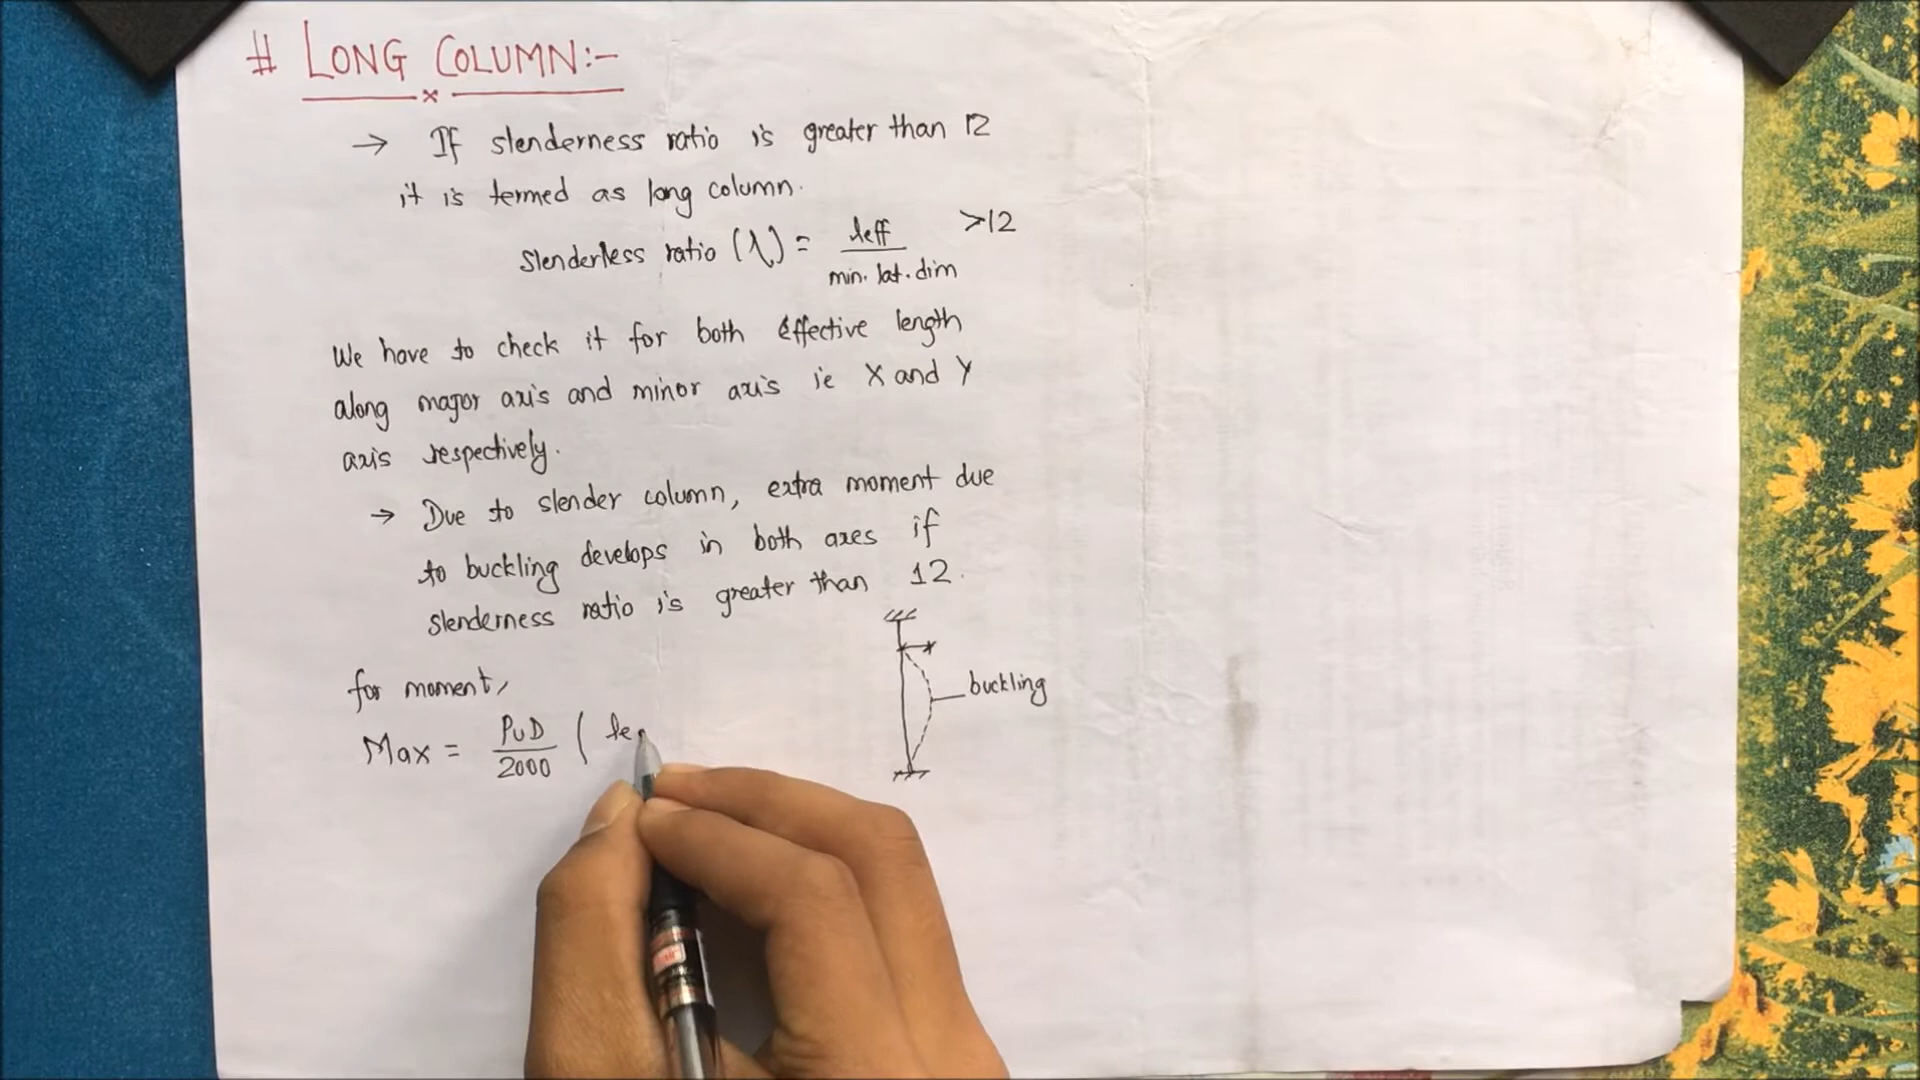 # LONG COLUMN:-
→ If slenderness ratio is greater than 12
it is termed as long column.
Slenderless ratio (λ) = leff / min. lat. dim >12
We have to check it for both effective length
along major axis and minor axis ie X and Y
axis respectively.
→ Due to slender column, extra moment due
to buckling develops in both axes if
slenderness ratio is greater than 12.
for moment,
buckling
Max = PuD / 2000 ( le